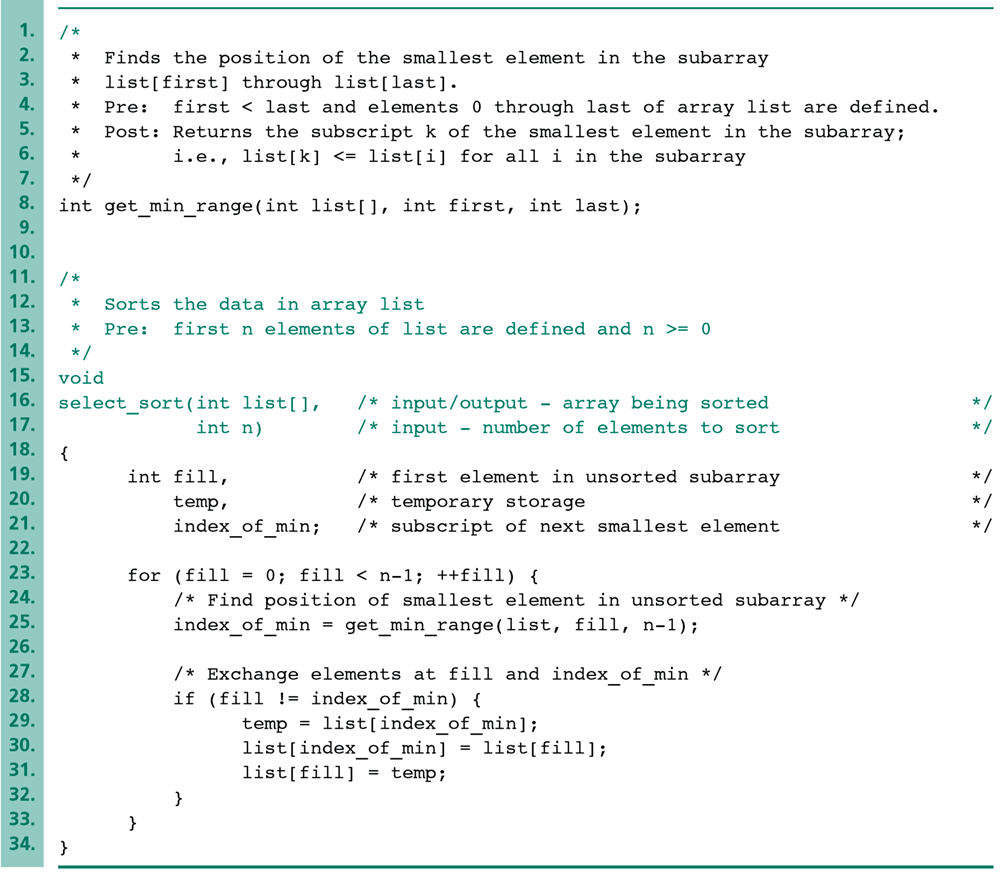 1. /*
2.  *  Finds the position of the smallest element in the subarray
3.  *  list[first] through list[last].
4.  *  Pre:  first < last and elements 0 through last of array list are defined.
5.  *  Post: Returns the subscript k of the smallest element in the subarray;
6.  *        i.e., list[k] <= list[i] for all i in the subarray
7.  */
8. int get_min_range(int list[], int first, int last);
9.
10.
11. /*
12.  *  Sorts the data in array list
13.  *  Pre:  first n elements of list are defined and n >= 0
14.  */
15. void
16. select_sort(int list[],   /* input/output - array being sorted                  */
17.             int n)        /* input - number of elements to sort                 */
18. {
19.       int fill,           /* first element in unsorted subarray                 */
20.           temp,           /* temporary storage                                  */
21.           index_of_min;   /* subscript of next smallest element                 */
22.
23.       for (fill = 0; fill < n-1; ++fill) {
24.           /* Find position of smallest element in unsorted subarray */
25.           index_of_min = get_min_range(list, fill, n-1);
26.
27.           /* Exchange elements at fill and index_of_min */
28.           if (fill != index_of_min) {
29.                 temp = list[index_of_min];
30.                 list[index_of_min] = list[fill];
31.                 list[fill] = temp;
32.           }
33.       }
34. }